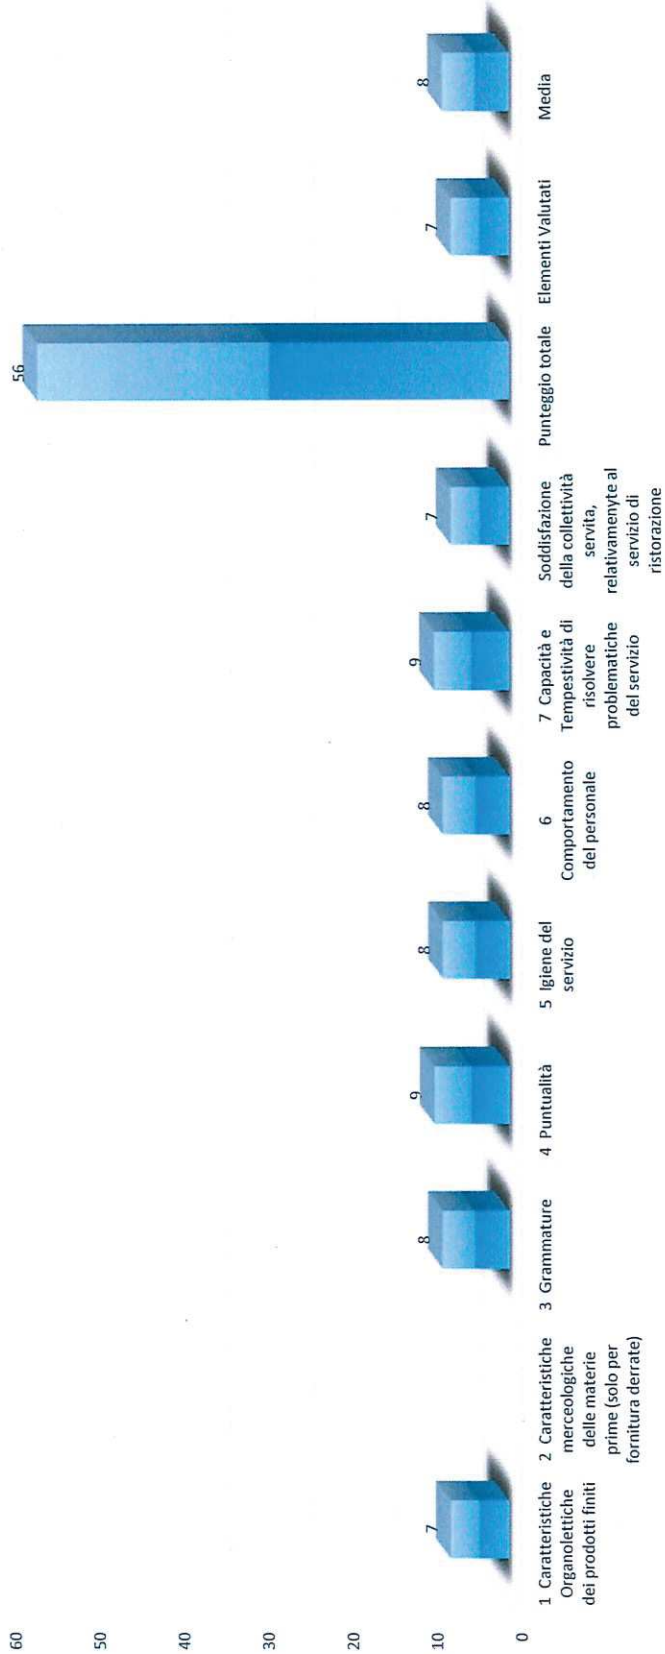 60
50
40
30
20
10
0
7
8
9
8
8
9
7
56
7
8
1 Caratteristiche
Organolettiche
dei prodotti finiti
2 Caratteristiche
merceologiche
delle materie
prime (solo per
fornitura derrate)
3 Grammature
4 Puntualità
5 Igiene del
servizio
6
Comportamento
del personale
7 Capacità e
Tempestività di
risolvere
problematiche
del servizio
Soddisfazione
della collettività
servita,
relativamenyte al
servizio di
ristorazione
Punteggio totale
Elementi Valutati
Media